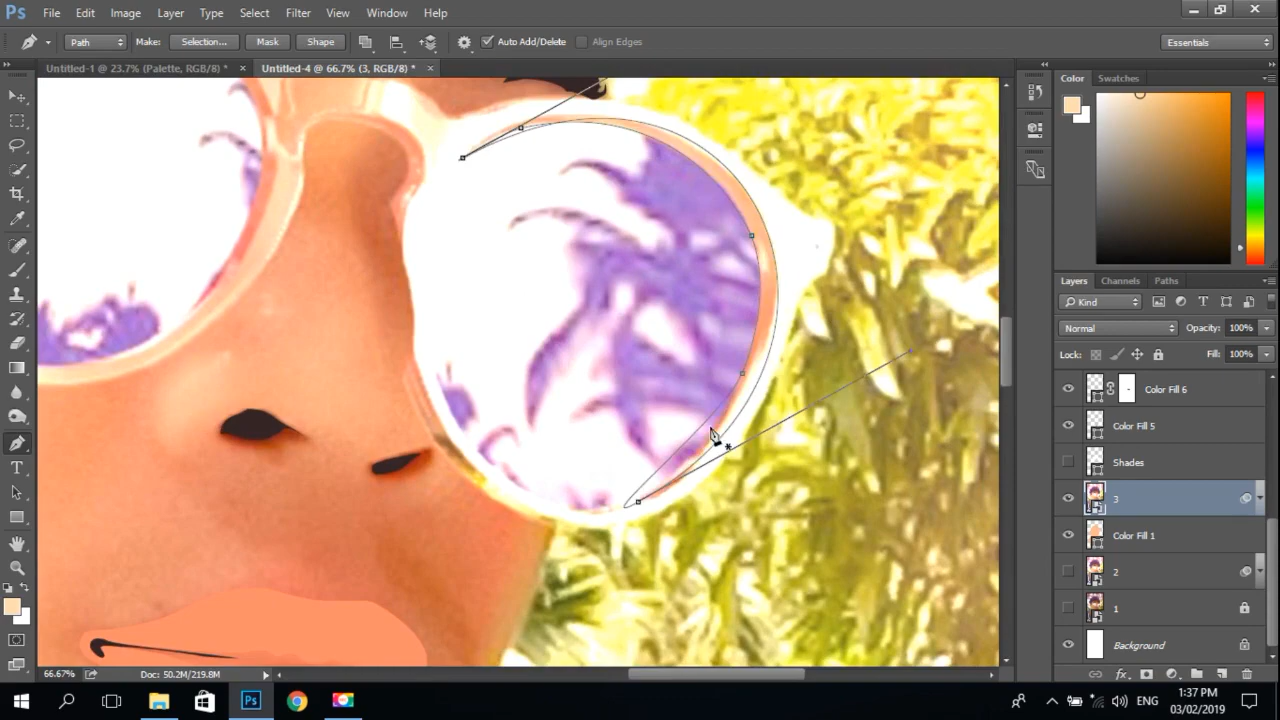 Ps File Edit Image Layer Type Select Filter 3D View Window Help
Path Make: Selection... Mask Shape Auto Add/Delete Align Edges Essentials
Untitled-1 @ 23.7% (Palette, RGB/8) * × Untitled-4 @ 66.7% (3, RGB/8) * ×
Color Swatches
Layers Channels Paths
Kind
Normal Opacity: 100%
Lock: Fill: 100%
Color Fill 6
Color Fill 5
Shades
3
Color Fill 1
2
1
Background
66.67% Doc: 50.2M/219.8M
Ps ENG 1:37 PM
03/02/2019